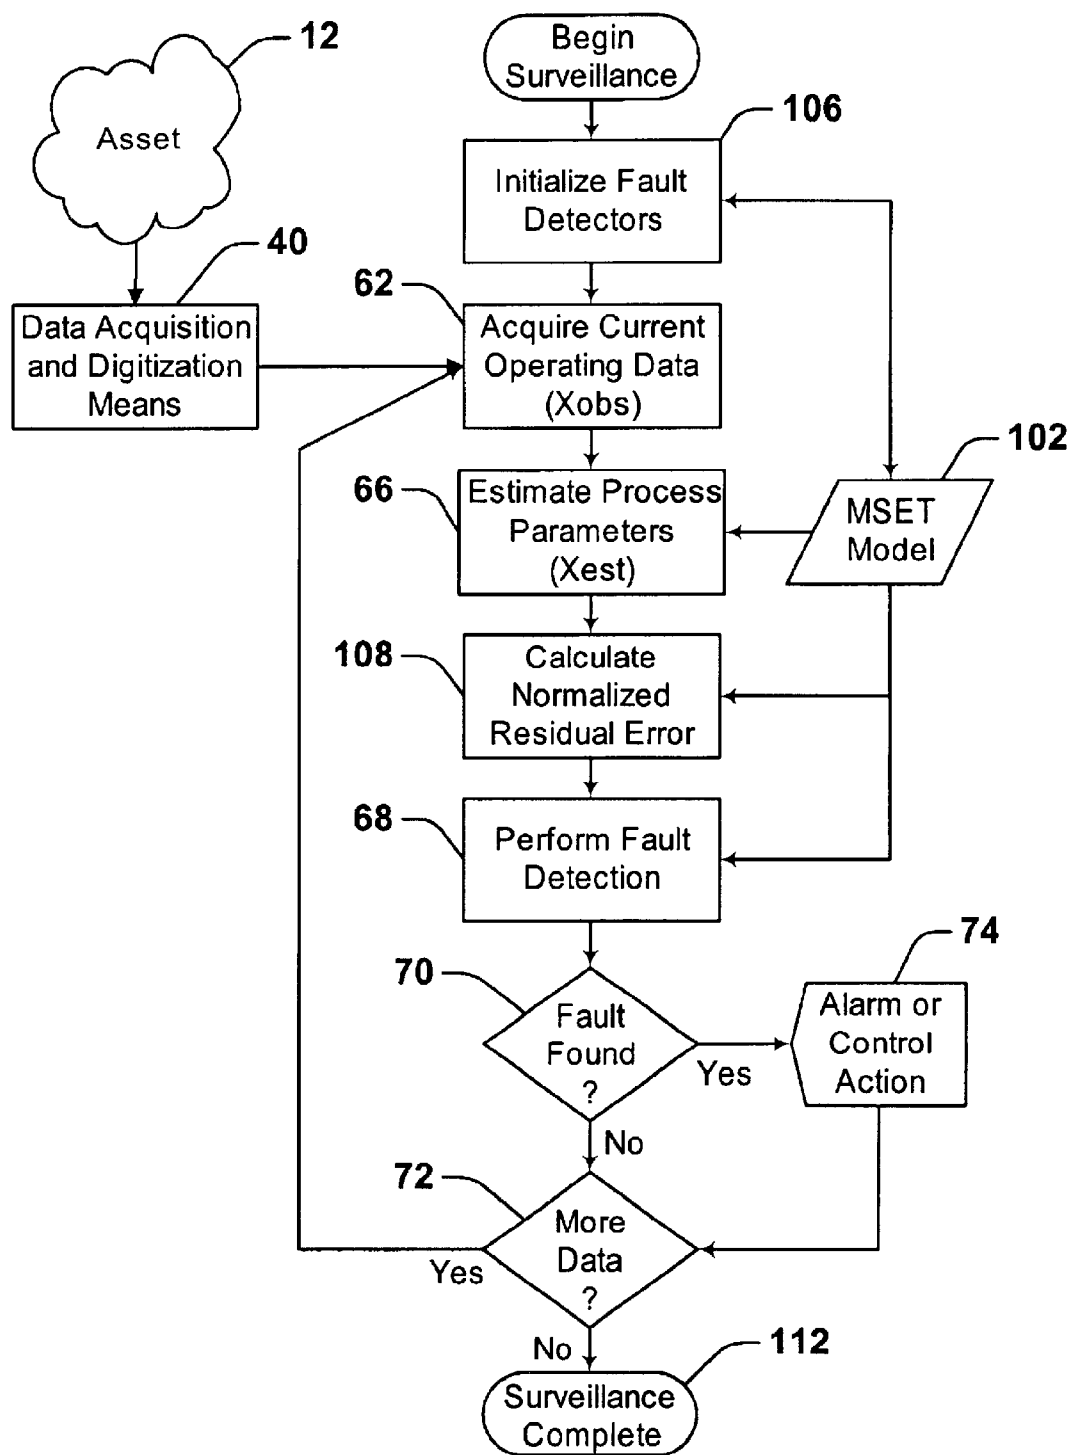 12
Asset
Begin
Surveillance
106
Initialize Fault
Detectors
40
Data Acquisition
and Digitization
Means
62
Acquire Current
Operating Data
(Xobs)
102
MSET
Model
66
Estimate Process
Parameters
(Xest)
108
Calculate
Normalized
Residual Error
68
Perform Fault
Detection
70
Fault
Found
?
Yes
74
Alarm or
Control
Action
No
72
More
Data
?
Yes
No
112
Surveillance
Complete